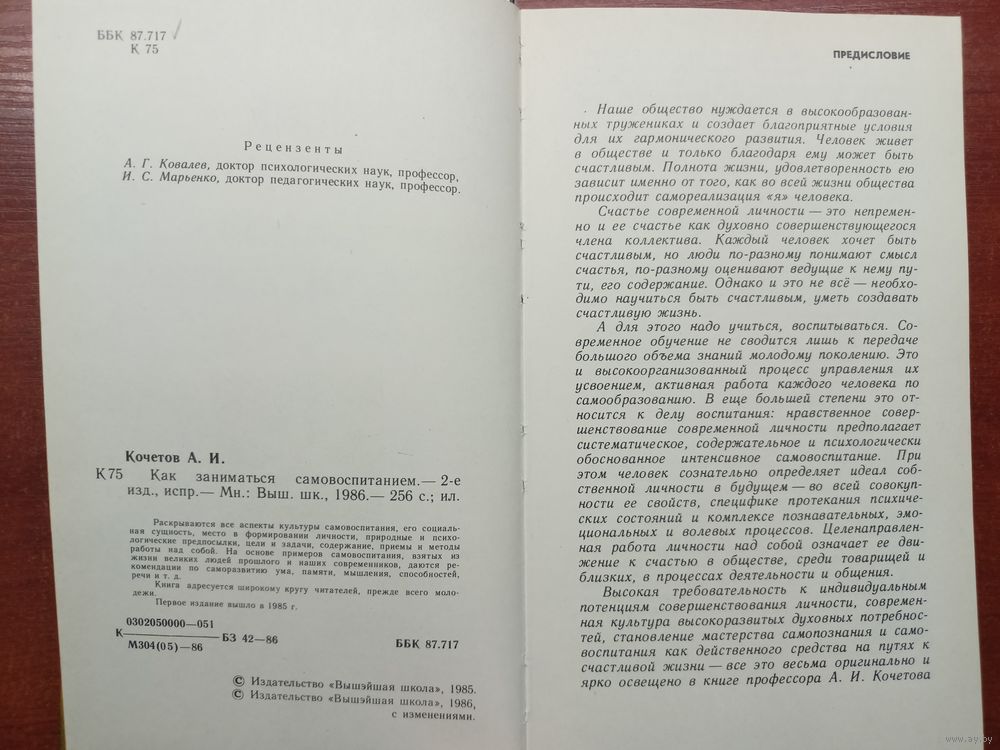 ББК 87.717
К 75
Рецензенты
А. Г. Ковалев, доктор психологических наук, профессор,
И. С. Марьенко, доктор педагогических наук, профессор.
Кочетов А. И.
К75 Как заниматься самовоспитанием.— 2-е
изд., испр.— Мн.: Выш. шк., 1986.— 256 с.; ил.
Раскрываются все аспекты культуры самовоспитания, его социаль-
ная сущность, место в формировании личности, природные и психо-
логические предпосылки, цели и задачи, содержание, приемы и методы
работы над собой. На основе примеров самовоспитания, взятых из
жизни великих людей прошлого и наших современников, даются ре-
комендации по саморазвитию ума, памяти, мышления, способностей,
речи и т. д.
Книга адресуется широкому кругу читателей, прежде всего моло-
дежи.
Первое издание вышло в 1985 г.
0302050000—051
К———БЗ 42—86
М304(05)—86
ББК 87.717
© Издательство «Вышэйшая школа», 1985.
© Издательство «Вышэйшая школа», 1986,
с изменениями.
ПРЕДИСЛОВИЕ
Наше общество нуждается в высокообразован-
ных тружениках и создает благоприятные условия
для их гармонического развития. Человек живет
в обществе и только благодаря ему может быть
счастливым. Полнота жизни, удовлетворенность ею
зависит именно от того, как во всей жизни общества
происходит самореализация «я» человека.
Счастье современной личности — это непремен-
но и ее счастье как духовно совершенствующегося
члена коллектива. Каждый человек хочет быть
счастливым, но люди по-разному понимают смысл
счастья, по-разному оценивают ведущие к нему пу-
ти, его содержание. Однако и это не всё — необхо-
димо научиться быть счастливым, уметь создавать
счастливую жизнь.
А для этого надо учиться, воспитываться. Со-
временное обучение не сводится лишь к передаче
большого объема знаний молодому поколению. Это
и высокоорганизованный процесс управления их
усвоением, активная работа каждого человека по
самообразованию. В еще большей степени это от-
носится к делу воспитания: нравственное совер-
шенствование современной личности предполагает
систематическое, содержательное и психологически
обоснованное интенсивное самовоспитание. При
этом человек сознательно определяет идеал соб-
ственной личности в будущем — во всей совокуп-
ности ее свойств, специфике протекания психиче-
ских состояний и комплексе познавательных, эмо-
циональных и волевых процессов. Целенаправлен-
ная работа личности над собой означает ее дви-
жение к счастью в обществе, среди товарищей и
близких, в процессах деятельности и общения.
Высокая требовательность к индивидуальным
потенциям совершенствования личности, современ-
ная культура высокоразвитых духовных потребнос-
тей, становление мастерства самопознания и само-
воспитания как действенного средства на путях к
счастливой жизни — все это весьма оригинально и
ярко освещено в книге профессора А. И. Кочетова
www.ay.by